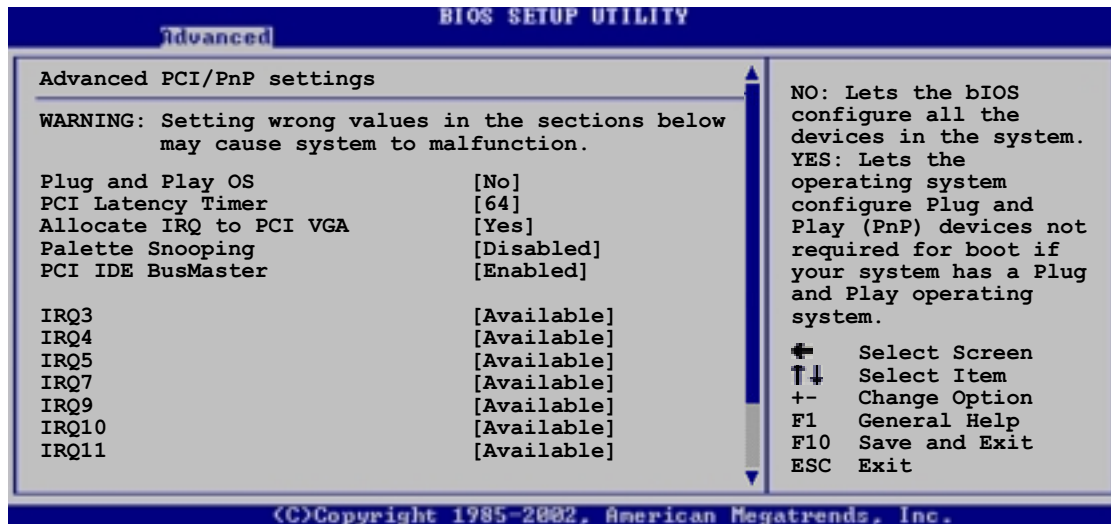 BIOS SETUP UTILITY
Advanced
Advanced PCI/PnP settings
WARNING: Setting wrong values in the sections below
may cause system to malfunction.
Plug and Play OS [No]
PCI Latency Timer [64]
Allocate IRQ to PCI VGA [Yes]
Palette Snooping [Disabled]
PCI IDE BusMaster [Enabled]
IRQ3 [Available]
IRQ4 [Available]
IRQ5 [Available]
IRQ7 [Available]
IRQ9 [Available]
IRQ10 [Available]
IRQ11 [Available]
NO: Lets the bIOS
configure all the
devices in the system.
YES: Lets the
operating system
configure Plug and
Play (PnP) devices not
required for boot if
your system has a Plug
and Play operating
system.
← Select Screen
↑↓ Select Item
+- Change Option
F1 General Help
F10 Save and Exit
ESC Exit
(C)Copyright 1985-2002, American Megatrends, Inc.